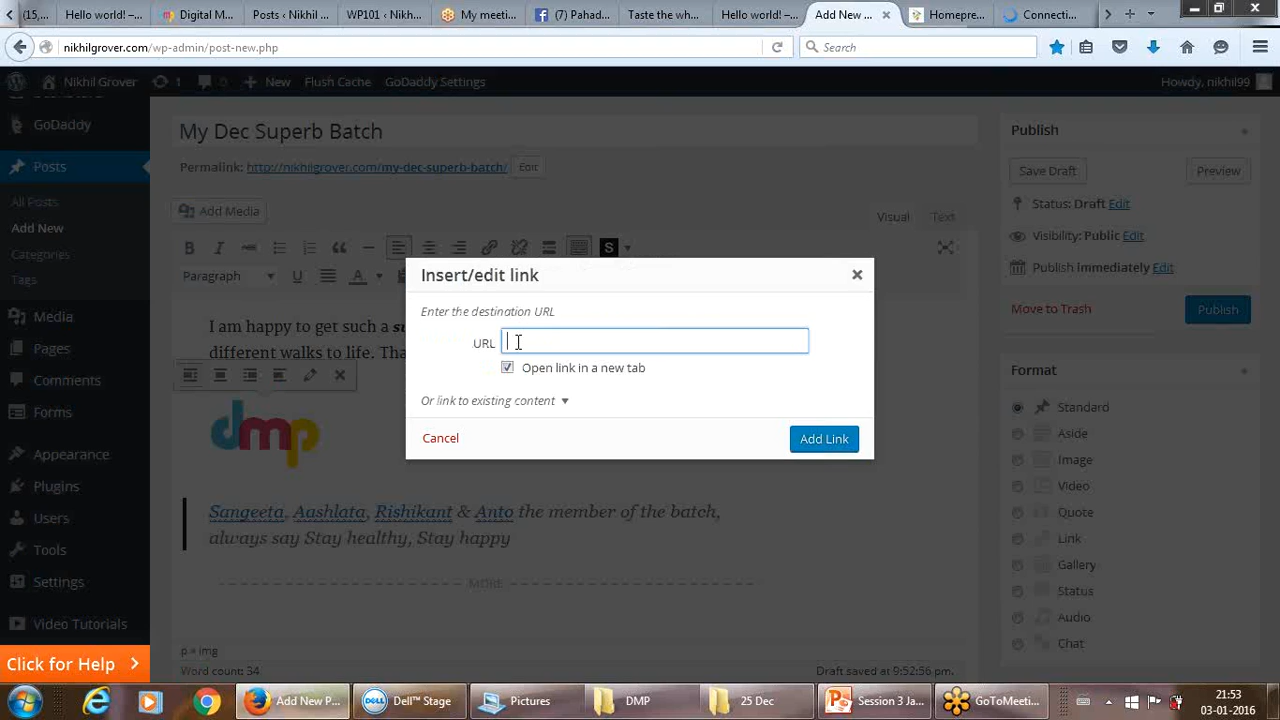 (15,
Hello world! –...
Digital M...
Posts ‹ Nikhil ...
WP101 ‹ Nikh...
My meeti...
(7) Pahad...
Taste the wh...
Hello world! –...
Add New ...
Homepre...
Connecti...
nikhilgrover.com/wp-admin/post-new.php
Search
Nikhil Grover
1
0
New
Flush Cache
GoDaddy Settings
Howdy, nikhil99
GoDaddy
Posts
All Posts
Add New
Categories
Tags
Media
Pages
Comments
Forms
Appearance
Plugins
Users
Tools
Settings
Video Tutorials
Click for Help
My Dec Superb Batch
Permalink: http://nikhilgrover.com/my-dec-superb-batch/ Edit
Add Media
Visual
Text
B I
S
Paragraph
U
A
I am happy to get such a
different walks to life. Tha
dmp
Sangeeta, Aashlata, Rishikant & Anto the member of the batch,
always say Stay healthy, Stay happy
MORE
p » img
Word count: 34
Draft saved at 9:52:56 pm.
Insert/edit link
Enter the destination URL
URL
Open link in a new tab
Or link to existing content
Cancel
Add Link
Publish
Save Draft
Preview
Status: Draft Edit
Visibility: Public Edit
Publish immediately Edit
Move to Trash
Publish
Format
Standard
Aside
Image
Video
Quote
Link
Gallery
Status
Audio
Chat
Add New P...
DELL
Dell™ Stage
Pictures
DMP
25 Dec
Session 3 Ja...
GoToMeeti...
21:53
03-01-2016